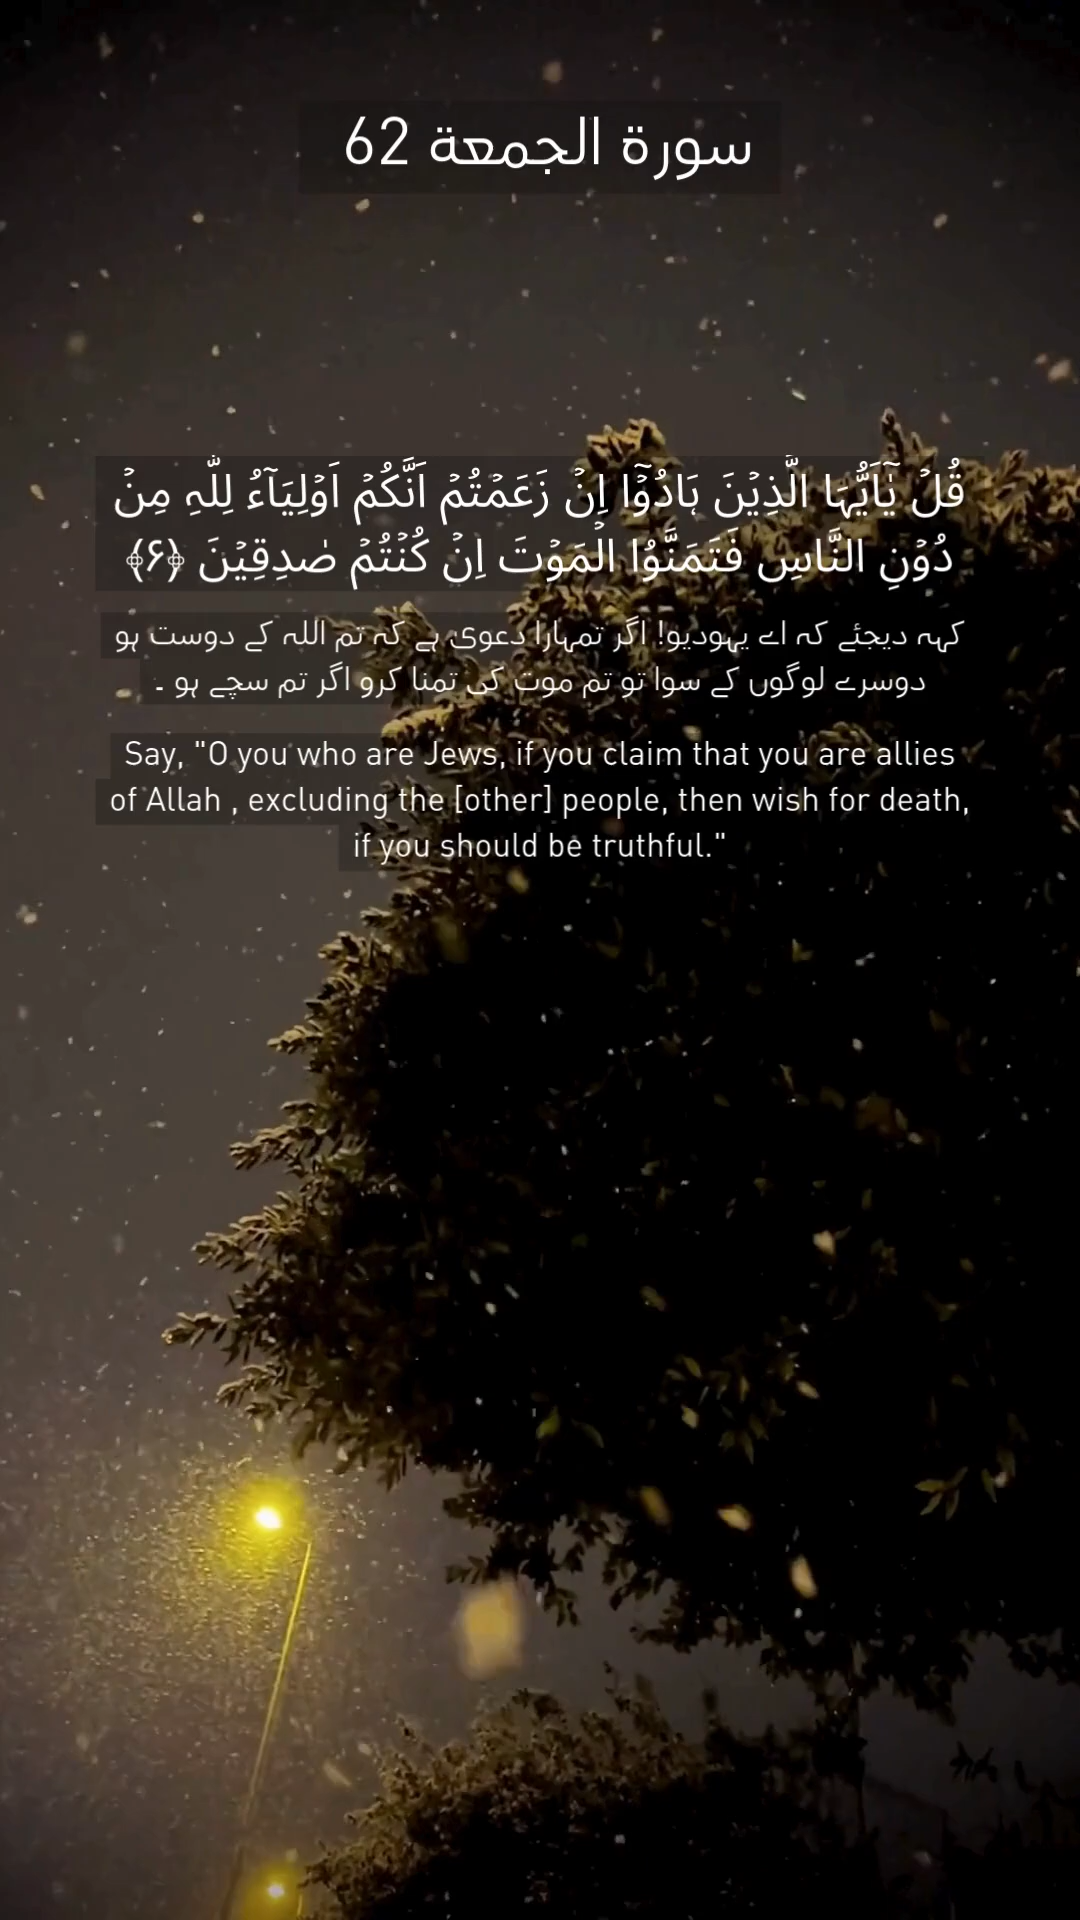 سورة الجمعة 62
قُلۡ یٰۤاَیُّہَا الَّذِیۡنَ ہَادُوۡۤا اِنۡ زَعَمۡتُمۡ اَنَّکُمۡ اَوۡلِیَآءُ لِلّٰہِ مِنۡ
دُوۡنِ النَّاسِ فَتَمَنَّوُا الۡمَوۡتَ اِنۡ کُنۡتُمۡ صٰدِقِیۡنَ ﴿۶﴾
کہہ دیجئے کہ اے یہودیو! اگر تمہارا دعویٰ ہے کہ تم اللہ کے دوست ہو
دوسرے لوگوں کے سوا تو تم موت کی تمنا کرو اگر تم سچے ہو ۔
Say, "O you who are Jews, if you claim that you are allies
of Allah , excluding the [other] people, then wish for death,
if you should be truthful."